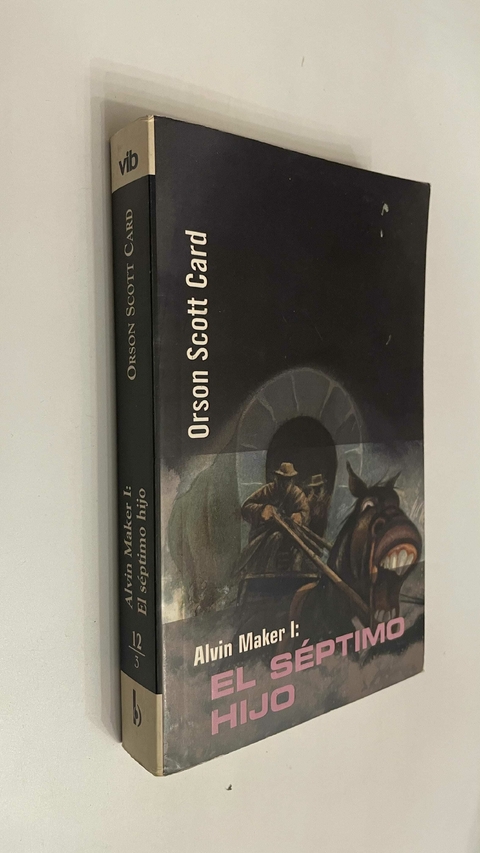 vib
ORSON SCOTT CARD
Alvin Maker I:
El séptimo hijo
12
3
b
Orson Scott Card
Alvin Maker I:
EL SÉPTIMO
HIJO